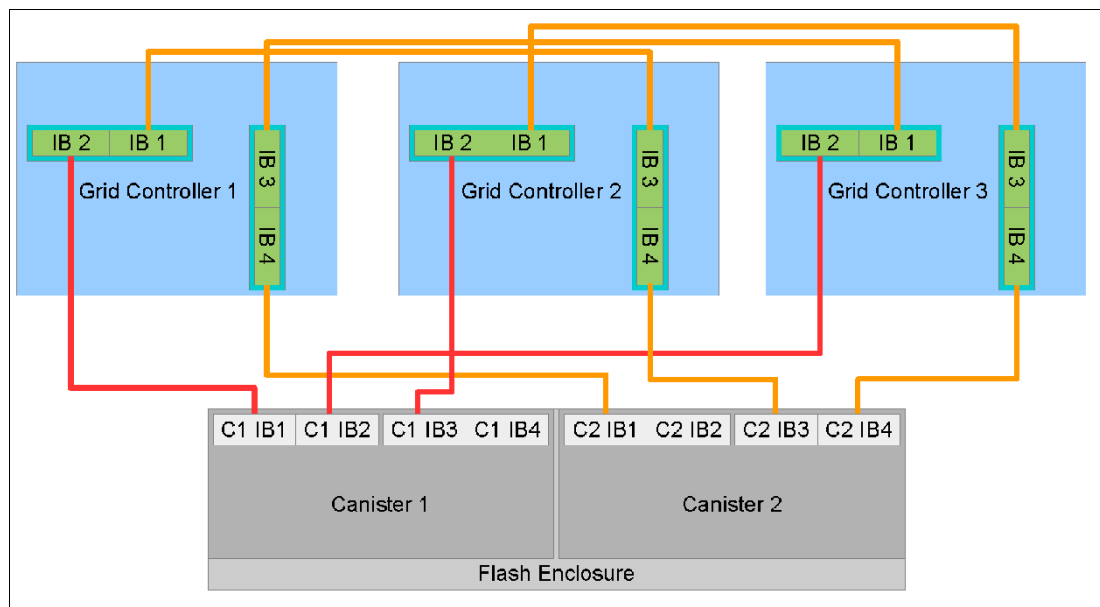 IB 2 IB 1 IB 2 IB 1 IB 2 IB 1
IB 3 IB 3 IB 3
Grid Controller 1 Grid Controller 2 Grid Controller 3
IB 4 IB 4 IB 4
C1 IB1 C1 IB2 C1 IB3 C1 IB4 C2 IB1 C2 IB2 C2 IB3 C2 IB4
Canister 1 Canister 2
Flash Enclosure